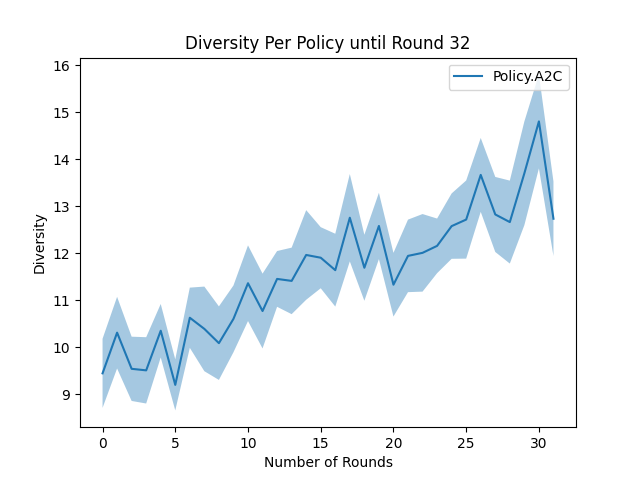 Diversity Per Policy until Round 32
Policy.A2C
16
15
14
13
12
11
10
9
Diversity
0 5 10 15 20 25 30
Number of Rounds